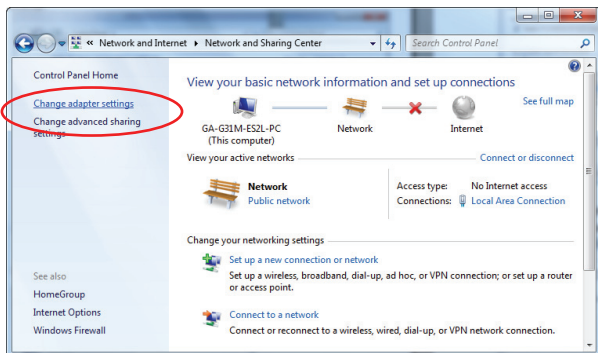 « Network and Internet ▸ Network and Sharing Center
Search Control Panel
Control Panel Home
Change adapter settings
Change advanced sharing
settings
See also
HomeGroup
Internet Options
Windows Firewall
View your basic network information and set up connections
See full map
GA-G31M-ES2L-PC
(This computer)
Network
Internet
View your active networks
Connect or disconnect
Network
Public network
Access type: No Internet access
Connections: Local Area Connection
Change your networking settings
Set up a new connection or network
Set up a wireless, broadband, dial-up, ad hoc, or VPN connection; or set up a router
or access point.
Connect to a network
Connect or reconnect to a wireless, wired, dial-up, or VPN network connection.